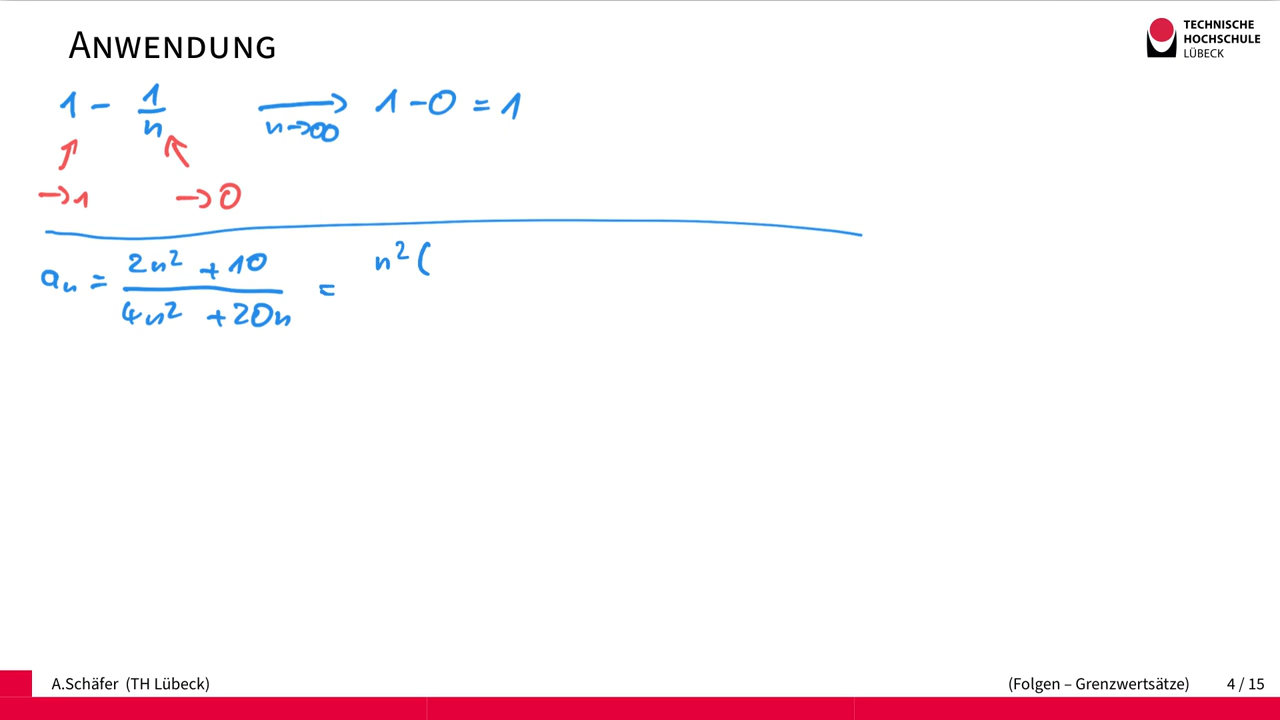 ANWENDUNG
TECHNISCHE
HOCHSCHULE
LÜBECK
1 - 1/n ⟶ n→∞ 1 - 0 = 1
→1 →0
aₙ = (2n² + 10)/(4n² + 20n) = n² (
A.Schäfer (TH Lübeck) (Folgen – Grenzwertsätze) 4 / 15